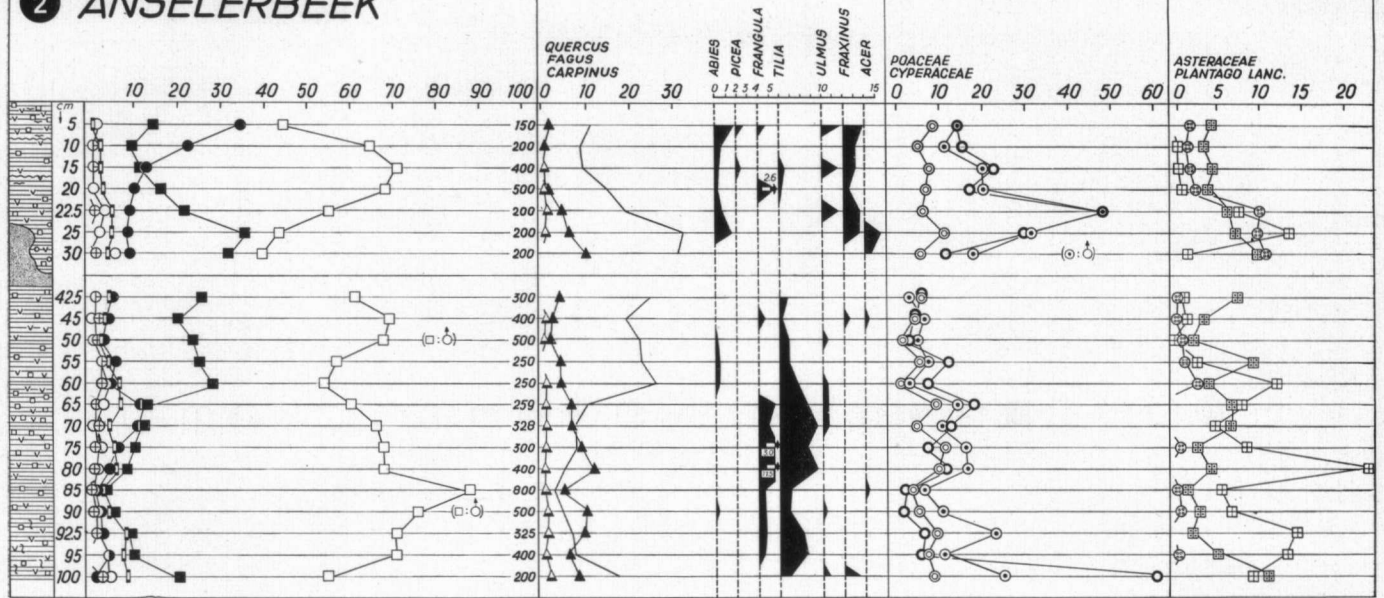 2 ANSELERBEEK
QUERCUS
FAGUS
CARPINUS
ABIES
PICEA
FRANGULA
TILIA
ULMUS
FRAXINUS
ACER
POACEAE
CYPERACEAE
ASTERACEAE
PLANTAGO LANC.
cm
10 20 30 40 50 60 70 80 90 100
0 10 20 30
0 1 2 3 4 5 10 15
0 10 20 30 40 50 60
0 5 10 15 20
5 150
10 200
15 400
20 500 26
22.5 200
25 200
30 200
42.5 300
45 400
50 500
55 250
60 250
65 259
70 328
75 300
80 400
85 800
90 500
92.5 325
95 400
100 200